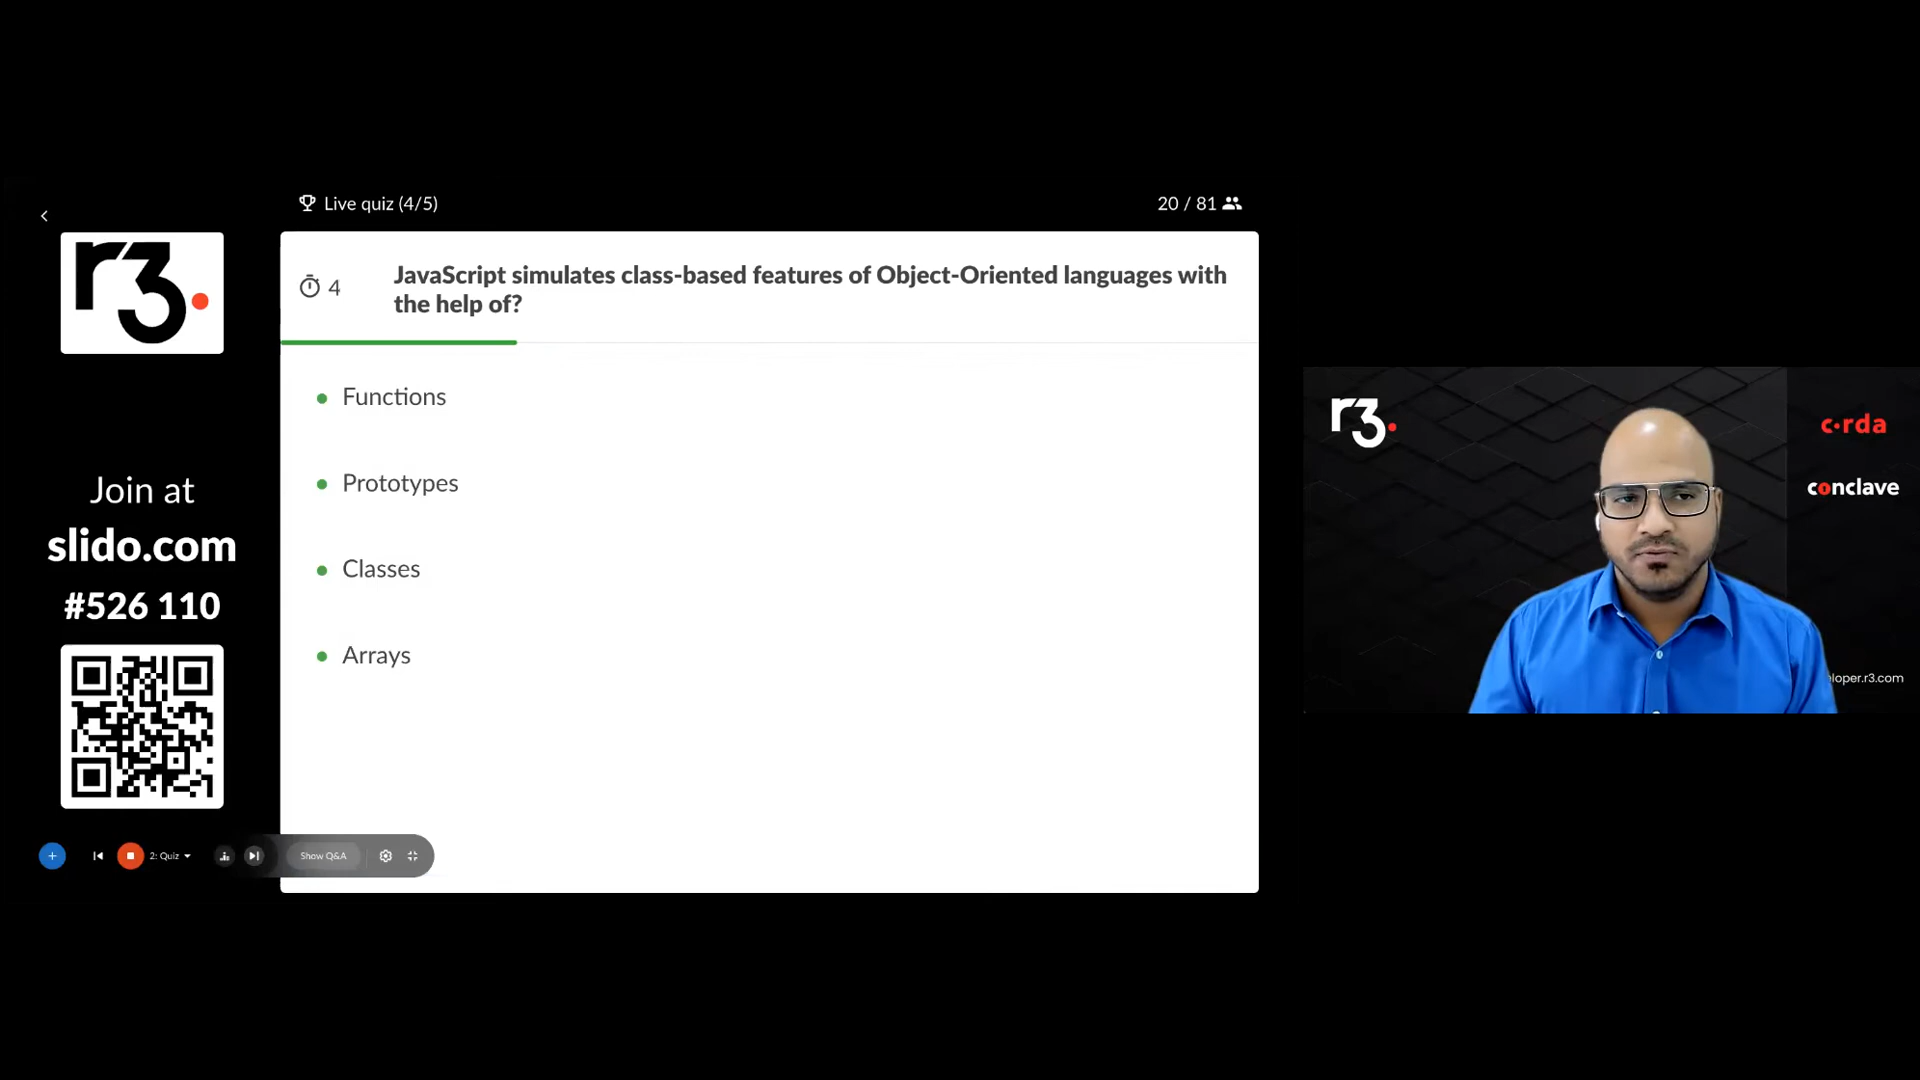 Live quiz (4/5)
20 / 81
r3.
4
JavaScript simulates class-based features of Object-Oriented languages with
the help of?
Functions
Prototypes
Classes
Arrays
Join at
slido.com
#526 110
2: Quiz
Show Q&A
r3.
c•rda
conclave
loper.r3.com